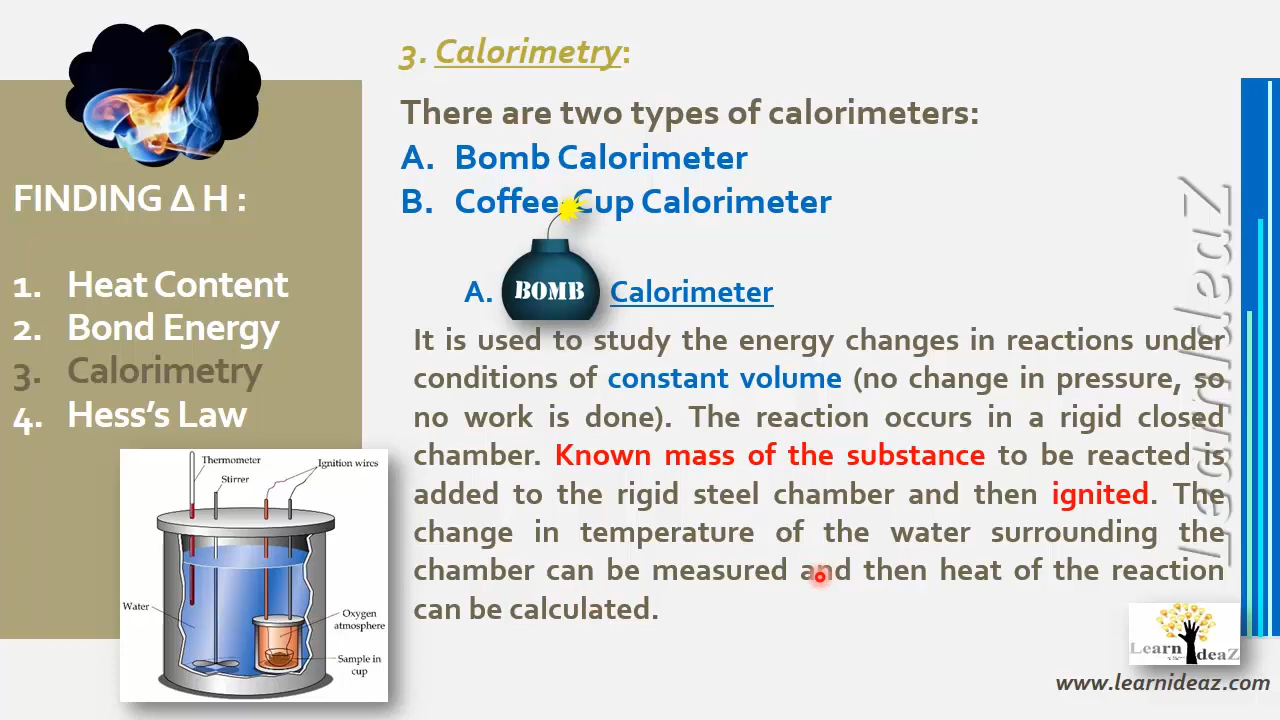 3. Calorimetry:
There are two types of calorimeters:
A. Bomb Calorimeter
B. Coffee Cup Calorimeter
FINDING Δ H :
1. Heat Content
2. Bond Energy
3. Calorimetry
4. Hess's Law
A. BOMB Calorimeter
It is used to study the energy changes in reactions under
conditions of constant volume (no change in pressure, so
no work is done). The reaction occurs in a rigid closed
chamber. Known mass of the substance to be reacted is
added to the rigid steel chamber and then ignited. The
change in temperature of the water surrounding the
chamber can be measured and then heat of the reaction
can be calculated.
Thermometer
Ignition wires
Stirrer
Water
Oxygen
atmosphere
Sample in
cup
Learn ideaZ
www.learnideaz.com